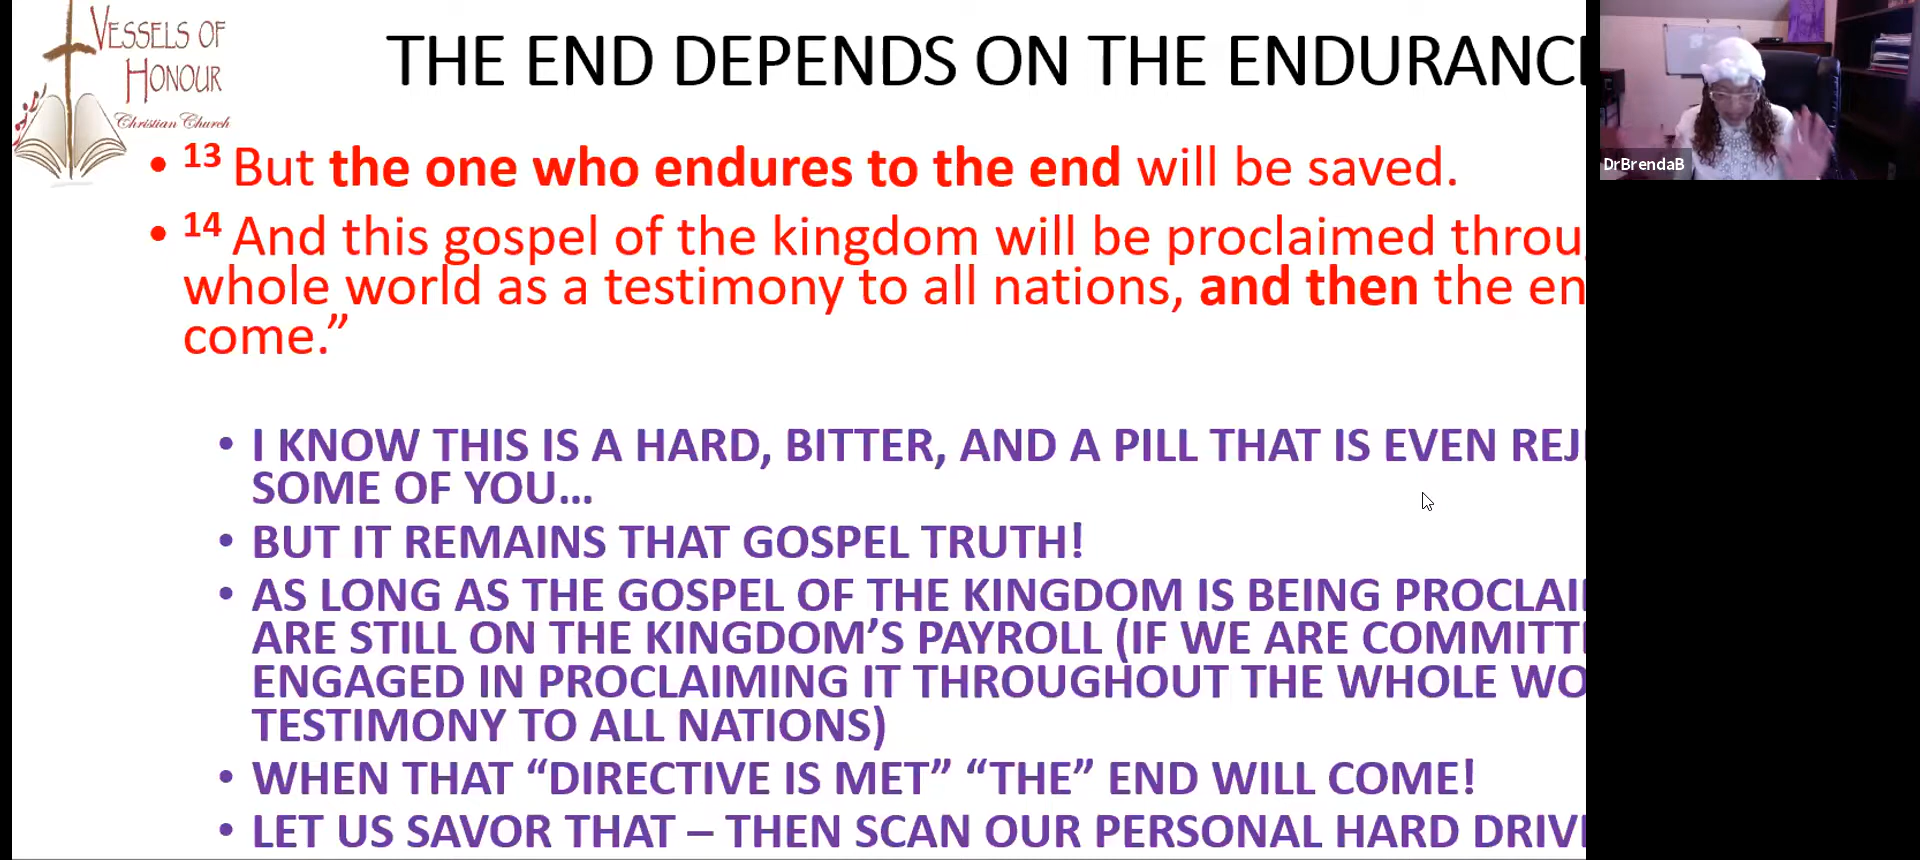 VESSELS OF
HONOUR
Christian Church
THE END DEPENDS ON THE ENDURANC
• 13 But the one who endures to the end will be saved.
• 14 And this gospel of the kingdom will be proclaimed throu
whole world as a testimony to all nations, and then the en
come.”
• I KNOW THIS IS A HARD, BITTER, AND A PILL THAT IS EVEN REJ
SOME OF YOU…
• BUT IT REMAINS THAT GOSPEL TRUTH!
• AS LONG AS THE GOSPEL OF THE KINGDOM IS BEING PROCLAI
ARE STILL ON THE KINGDOM’S PAYROLL (IF WE ARE COMMITT
ENGAGED IN PROCLAIMING IT THROUGHOUT THE WHOLE WO
TESTIMONY TO ALL NATIONS)
• WHEN THAT “DIRECTIVE IS MET” “THE” END WILL COME!
• LET US SAVOR THAT – THEN SCAN OUR PERSONAL HARD DRIV
DrBrendaB